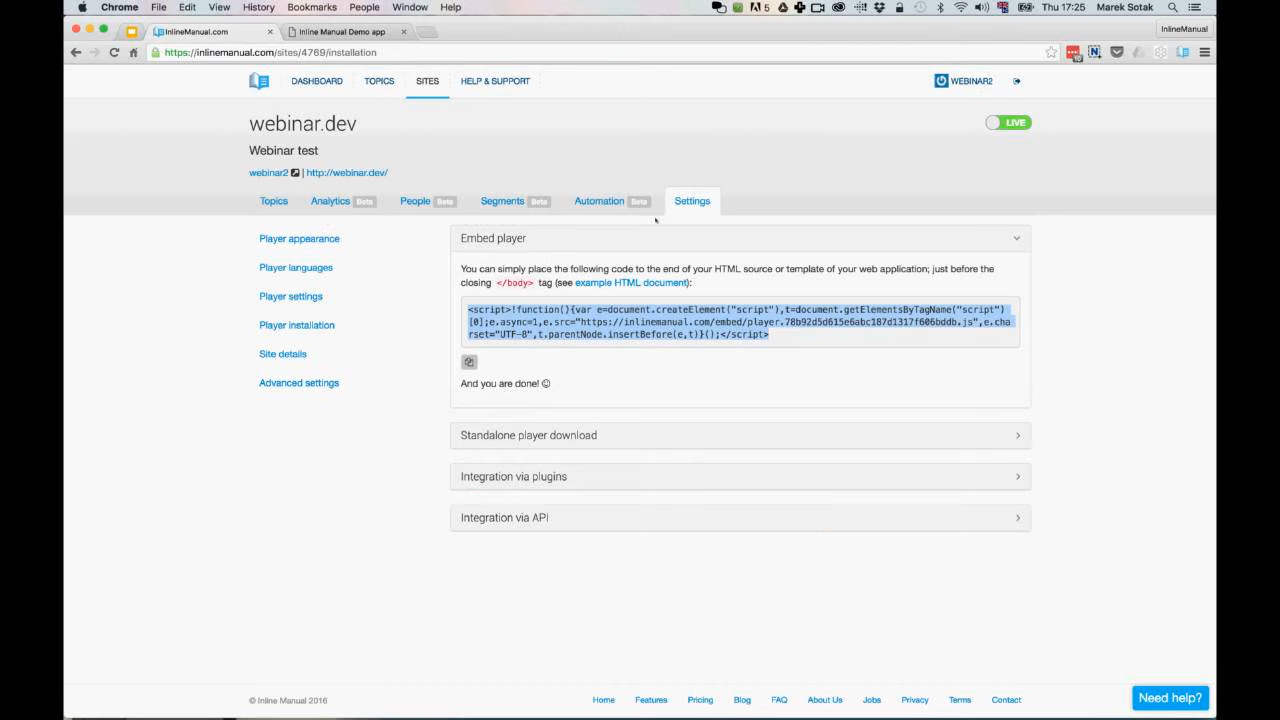 Chrome File Edit View History Bookmarks People Window Help 5 Thu 17:25 Marek Sotak
InlineManual.com × Inline Manual Demo app × InlineManual
https://inlinemanual.com/sites/4769/installation
DASHBOARD TOPICS SITES HELP & SUPPORT WEBINAR2
webinar.dev LIVE
Webinar test
webinar2 | http://webinar.dev/
Topics Analytics Beta People Beta Segments Beta Automation Beta Settings
Player appearance
Player languages
Player settings
Player installation
Site details
Advanced settings
Embed player
You can simply place the following code to the end of your HTML source or template of your web application; just before the
closing </body> tag (see example HTML document):
<script>!function(){var e=document.createElement("script"),t=document.getElementsByTagName("script")
[0];e.async=1,e.src="https://inlinemanual.com/embed/player.78b92d5d615e6abc187d1317f606bddb.js",e.cha
rset="UTF-8",t.parentNode.insertBefore(e,t)}();</script>
And you are done! ☺
Standalone player download
Integration via plugins
Integration via API
© Inline Manual 2016
Home Features Pricing Blog FAQ About Us Jobs Privacy Terms Contact
Need help?